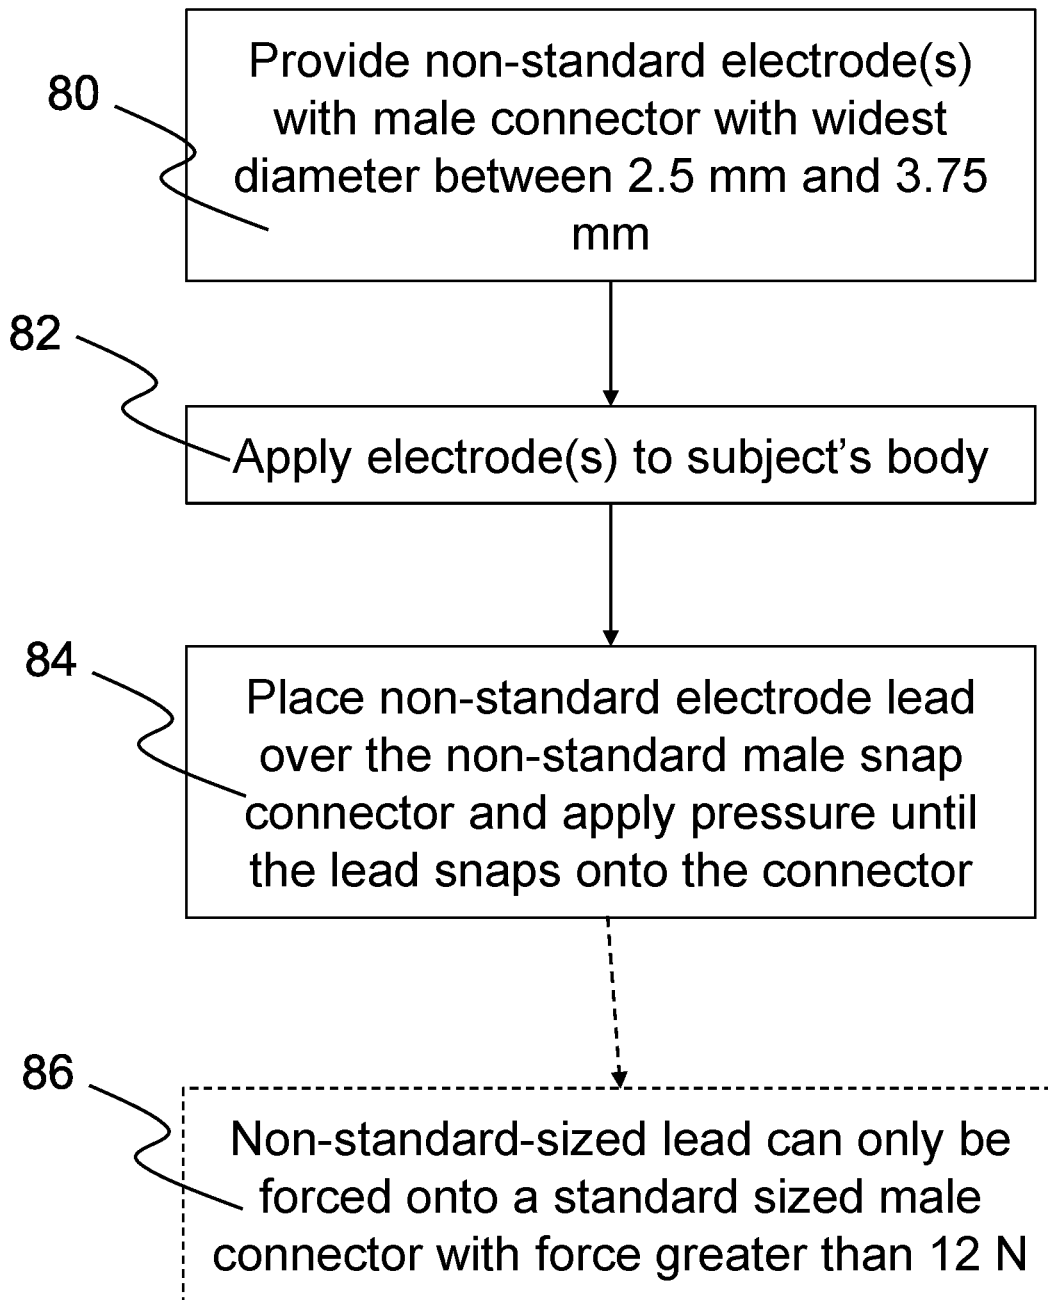 80
Provide non-standard electrode(s)
with male connector with widest
diameter between 2.5 mm and 3.75
mm
82
Apply electrode(s) to subject's body
84
Place non-standard electrode lead
over the non-standard male snap
connector and apply pressure until
the lead snaps onto the connector
86
Non-standard-sized lead can only be
forced onto a standard sized male
connector with force greater than 12 N